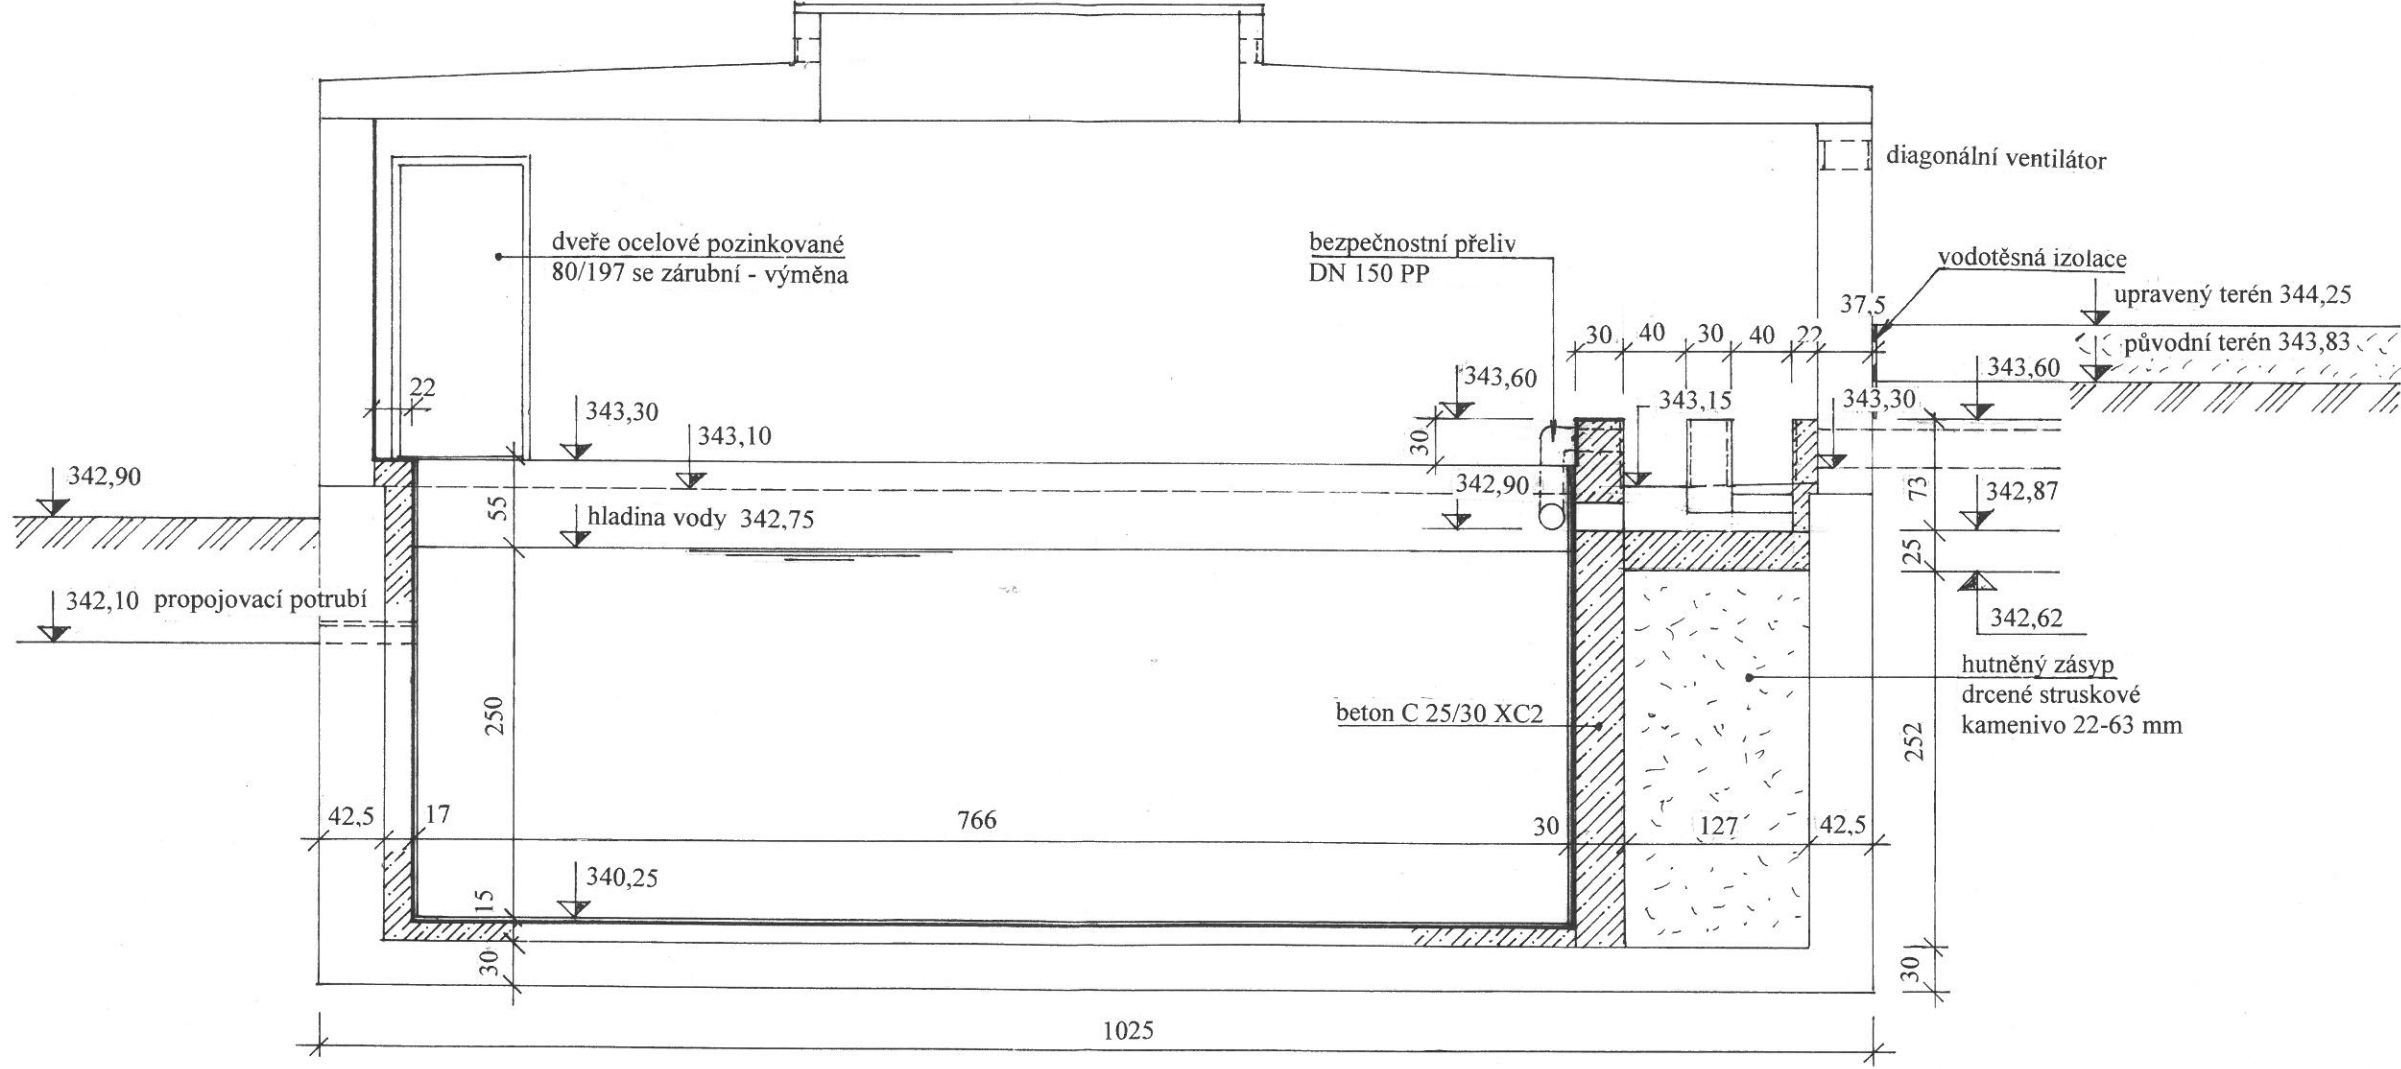 diagonální ventilátor
dveře ocelové pozinkované
80/197 se zárubní - výměna
bezpečnostní přeliv
DN 150 PP
vodotěsná izolace
upravený terén 344,25
37,5
30 40 30 40 22
původní terén 343,83
343,60
343,60
22
343,30
343,15
343,30
343,10
30
342,90
342,90
342,87
73
55
hladina vody 342,75
25
342,10 propojovací potrubí
342,62
hutněný zásyp
drcené struskové
kamenivo 22-63 mm
250
beton C 25/30 XC2
252
42,5 17 766 30 127 42,5
340,25
15
30
30
1025